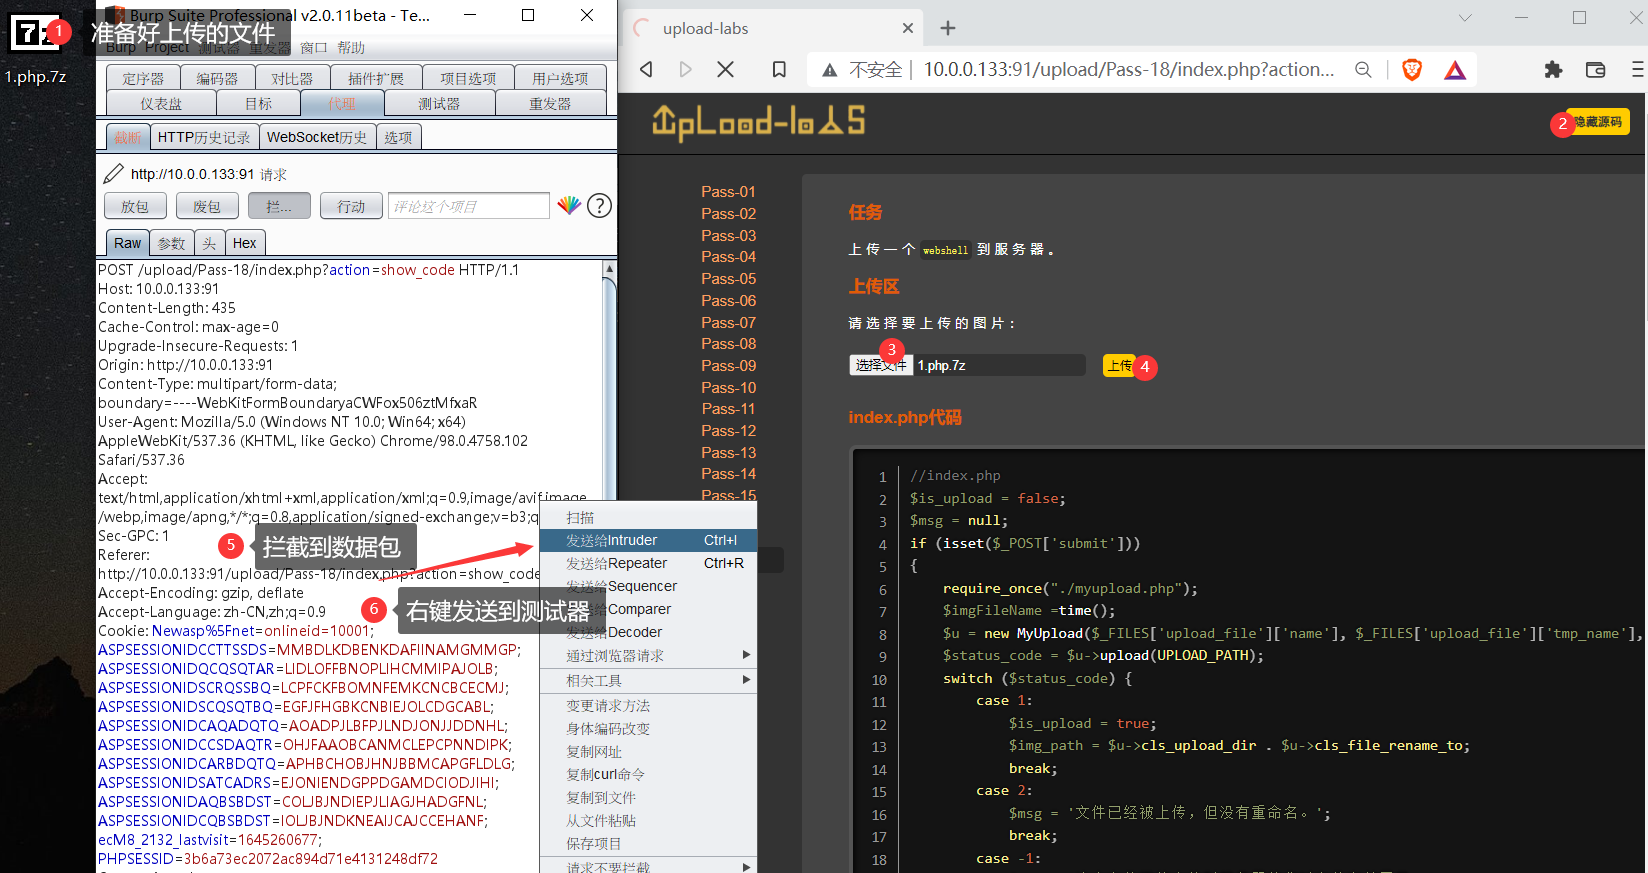 1
准备好上传的文件
1.php.7z
Burp Suite Professional v2.0.11beta - Te...
Burp Project 测试器 重发器 窗口 帮助
定序器 编码器 对比器 插件扩展 项目选项 用户选项
仪表盘 目标 代理 测试器 重发器
截断 HTTP历史记录 WebSocket历史 选项
http://10.0.0.133:91 请求
放包 废包 拦... 行动 评论这个项目 ?
Raw 参数 头 Hex
POST /upload/Pass-18/index.php?action=show_code HTTP/1.1
Host: 10.0.0.133:91
Content-Length: 435
Cache-Control: max-age=0
Upgrade-Insecure-Requests: 1
Origin: http://10.0.0.133:91
Content-Type: multipart/form-data;
boundary=----WebKitFormBoundaryaCWFox506ztMfxaR
User-Agent: Mozilla/5.0 (Windows NT 10.0; Win64; x64)
AppleWebKit/537.36 (KHTML, like Gecko) Chrome/98.0.4758.102
Safari/537.36
Accept:
text/html,application/xhtml+xml,application/xml;q=0.9,image/avif,image
/webp,image/apng,*/*;q=0.8,application/signed-exchange;v=b3;q
Sec-GPC: 1
5 拦截到数据包
Referer:
http://10.0.0.133:91/upload/Pass-18/index.php?action=show_code
Accept-Encoding: gzip, deflate
Accept-Language: zh-CN,zh;q=0.9
6 右键发送到测试器
Cookie: Newasp%5Fnet=onlineid=10001;
ASPSESSIONIDCCTTSSDS=MMBDLKDBENKDAFIINAMGMMGP;
ASPSESSIONIDQCQSQTAR=LIDLOFFBNOPLIHCMMIPAJOLB;
ASPSESSIONIDSCRQSSBQ=LCPFCKFBOMNFEMKCNCBCECMJ;
ASPSESSIONIDSCQSQTBQ=EGFJFHGBKCNBIEJOLCDGCABL;
ASPSESSIONIDCAQADQTQ=AOADPJLBFPJLNDJONJJDDNHL;
ASPSESSIONIDCCSDAQTR=OHJFAAOBCANMCLEPCPNNDIPK;
ASPSESSIONIDCARBDQTQ=APHBCHOBJHNJBBMCAPGFLDLG;
ASPSESSIONIDSATCADRS=EJONIENDGPPDGAMDCIODJIHI;
ASPSESSIONIDAQBSBDST=COLJBJNDIEPJLIAGJHADGFNL;
ASPSESSIONIDCQBSBDST=IOLJBJNDKNEAIJCAJCCEHANF;
ecM8_2132_lastvisit=1645260677;
PHPSESSID=3b6a73ec2072ac894d71e4131248df72
扫描
发送给Intruder Ctrl+I
发送给Repeater Ctrl+R
发送给Sequencer
发送给Comparer
发送给Decoder
通过浏览器请求
相关工具
变更请求方法
身体编码改变
复制网址
复制curl命令
复制到文件
从文件粘贴
保存项目
请求不要拦截
upload-labs
不安全 10.0.0.133:91/upload/Pass-18/index.php?action...
UpLoad-labs
2 隐藏源码
Pass-01
Pass-02
Pass-03
Pass-04
Pass-05
Pass-06
Pass-07
Pass-08
Pass-09
Pass-10
Pass-11
Pass-12
Pass-13
Pass-14
Pass-15
任务
上传一个 webshell 到服务器。
上传区
请选择要上传的图片：
3
选择文件 1.php.7z 上传 4
index.php代码
1 //index.php
2 $is_upload = false;
3 $msg = null;
4 if (isset($_POST['submit']))
5 {
6 require_once("./myupload.php");
7 $imgFileName =time();
8 $u = new MyUpload($_FILES['upload_file']['name'], $_FILES['upload_file']['tmp_name'],
9 $status_code = $u->upload(UPLOAD_PATH);
10 switch ($status_code) {
11 case 1:
12 $is_upload = true;
13 $img_path = $u->cls_upload_dir . $u->cls_file_rename_to;
14 break;
15 case 2:
16 $msg = '文件已经被上传，但没有重命名。';
17 break;
18 case -1: